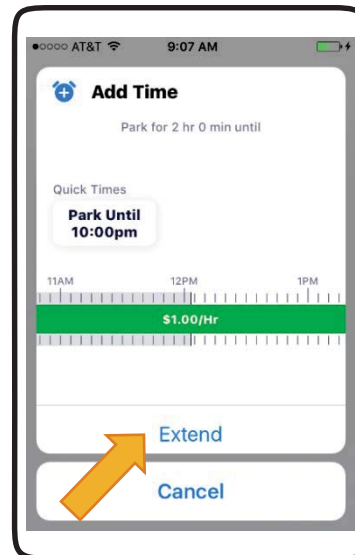 AT&T 9:07 AM
Add Time
Park for 2 hr 0 min until
Quick Times
Park Until
10:00pm
11AM 12PM 1PM
$1.00/Hr
Extend
Cancel